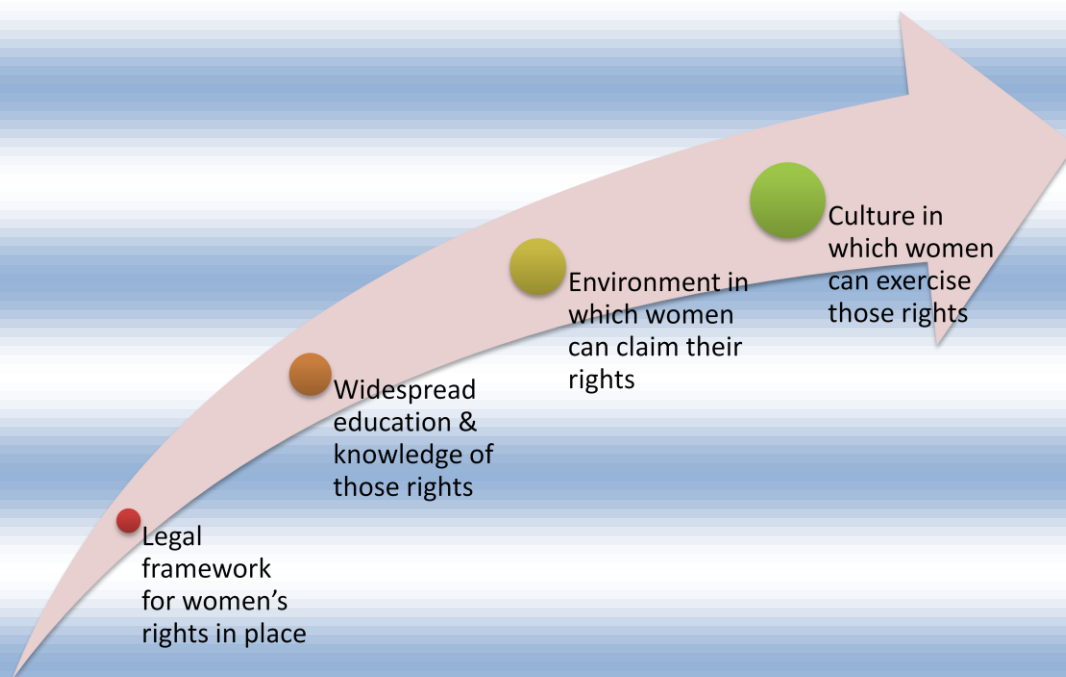 Legal
framework
for women’s
rights in place
Widespread
education &
knowledge of
those rights
Environment in
which women
can claim their
rights
Culture in
which women
can exercise
those rights